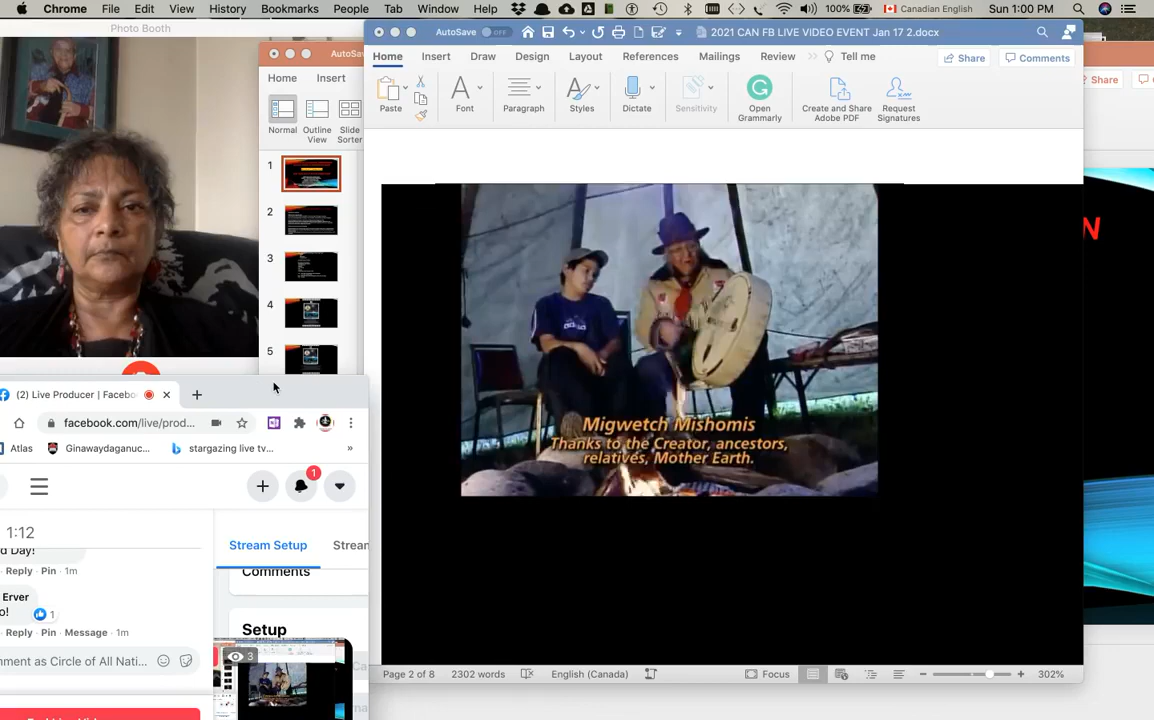 Chrome File Edit View History Bookmarks People Tab Window Help 100% Canadian English Sun 1:00 PM
Photo Booth
AutoSave OFF 2021 CAN FB LIVE VIDEO EVENT Jan 17 2.docx
Home Insert Draw Design Layout References Mailings Review Tell me Share Comments
Paste Font Paragraph Styles Dictate Sensitivity Open Grammarly Create and Share Adobe PDF Request Signatures
Home Insert
Share
Normal Outline View Slide Sorter
1
2
3
4
5
N
Migwetch Mishomis
Thanks to the Creator, ancestors,
relatives, Mother Earth.
(2) Live Producer | Facebo
facebook.com/live/prod...
Atlas Ginawaydaganuc... stargazing live tv...
1
1:12
Stream Setup Strean
d Day!
Comments
Reply · Pin · 1m
Erver
o! 1
Setup
Reply · Pin · Message · 1m
3
nment as Circle of All Nati...
Page 2 of 8 2302 words English (Canada) Focus 302%